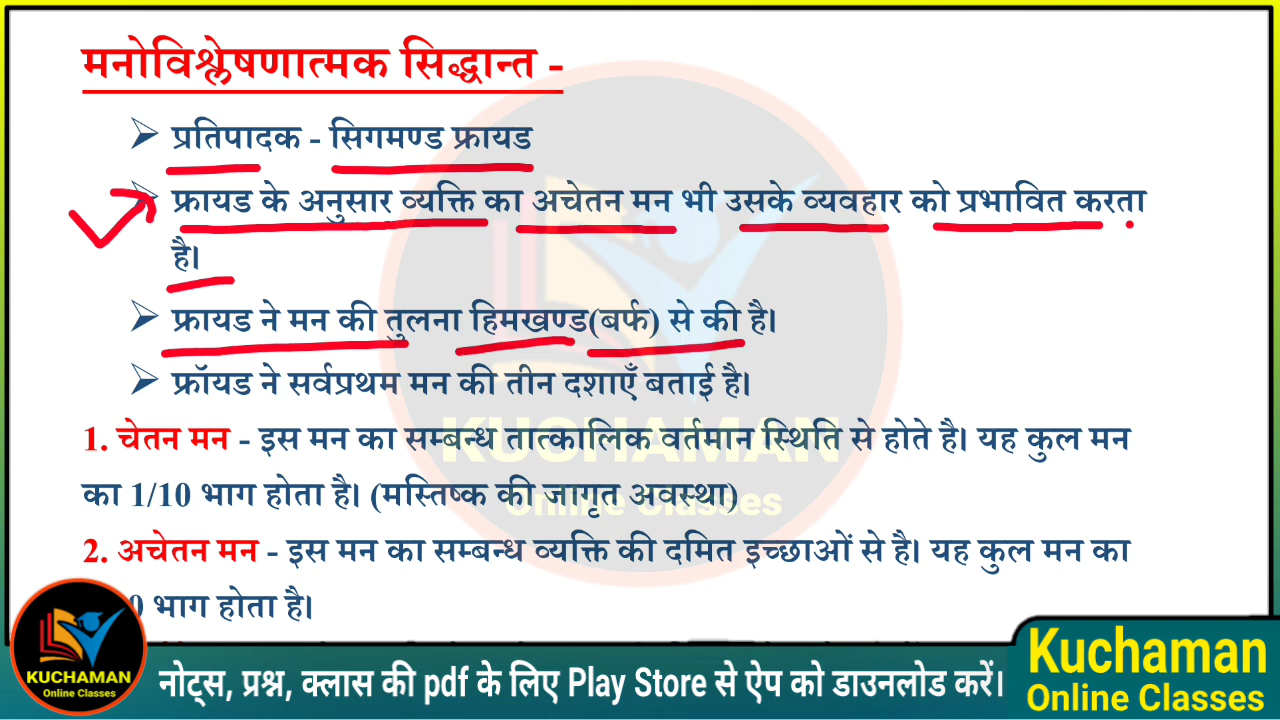 मनोविश्लेषणात्मक सिद्धान्त -
➢ प्रतिपादक - सिगमण्ड फ्रायड
➢ फ्रायड के अनुसार व्यक्ति का अचेतन मन भी उसके व्यवहार को प्रभावित करता
है।
➢ फ्रायड ने मन की तुलना हिमखण्ड(बर्फ) से की है।
➢ फ्रॉयड ने सर्वप्रथम मन की तीन दशाएँ बताई है।
1. चेतन मन - इस मन का सम्बन्ध तात्कालिक वर्तमान स्थिति से होते है। यह कुल मन
का 1/10 भाग होता है। (मस्तिष्क की जागृत अवस्था)
2. अचेतन मन - इस मन का सम्बन्ध व्यक्ति की दमित इच्छाओं से है। यह कुल मन का
भाग होता है।
KUCHAMAN
Online Classes
KUCHAMAN
Online Classes
नोट्स, प्रश्न, क्लास की pdf के लिए Play Store से ऐप को डाउनलोड करें।
Kuchaman
Online Classes